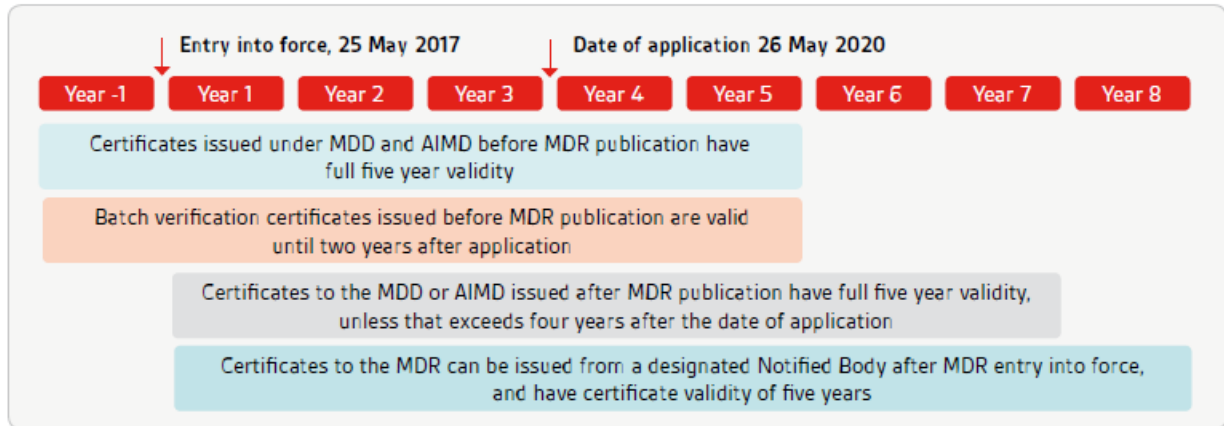 Entry into force, 25 May 2017
Date of application 26 May 2020
Year -1
Year 1
Year 2
Year 3
Year 4
Year 5
Year 6
Year 7
Year 8
Certificates issued under MDD and AIMD before MDR publication have
full five year validity
Batch verification certificates issued before MDR publication are valid
until two years after application
Certificates to the MDD or AIMD issued after MDR publication have full five year validity,
unless that exceeds four years after the date of application
Certificates to the MDR can be issued from a designated Notified Body after MDR entry into force,
and have certificate validity of five years